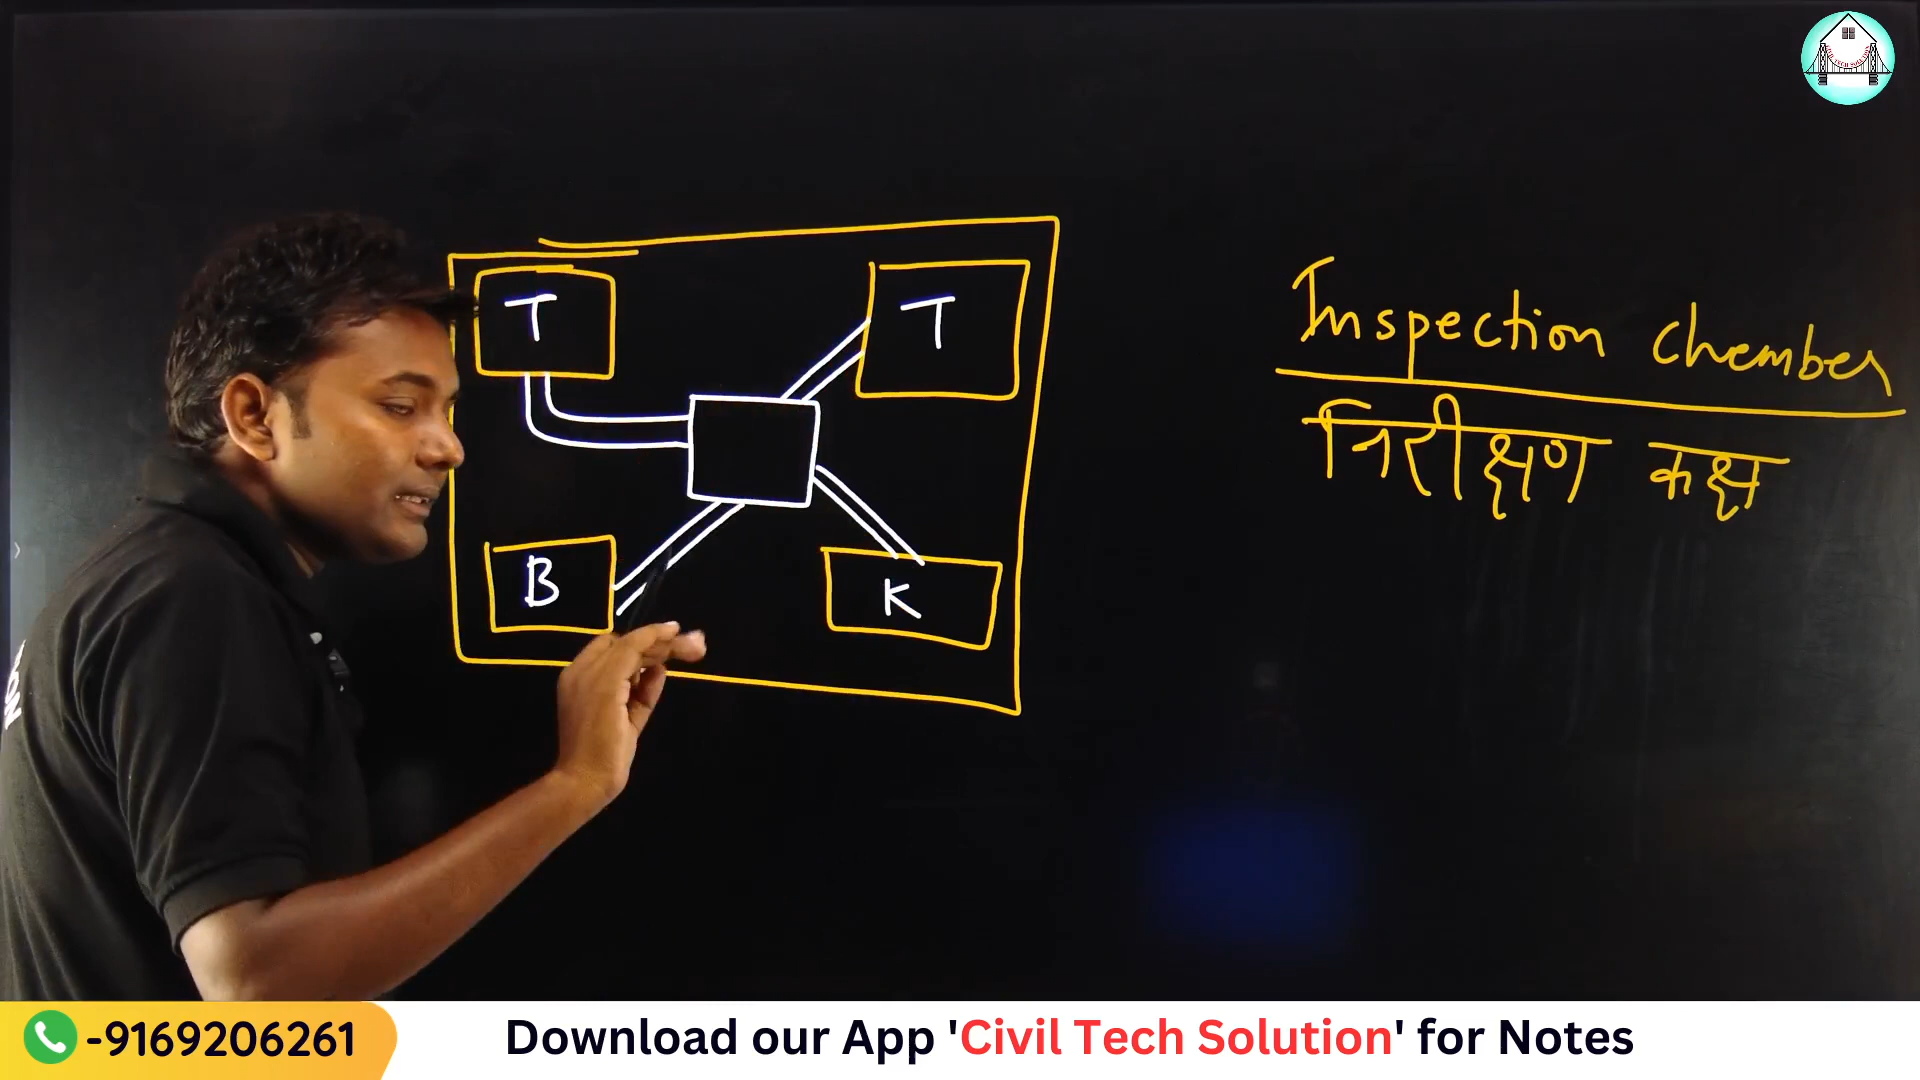 T
T
B
K
Inspection chember
निरीक्षण कक्ष
-9169206261
Download our App 'Civil Tech Solution' for Notes